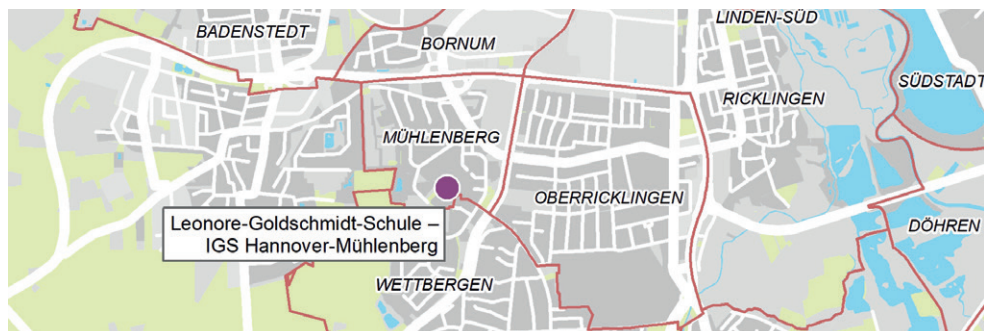 LINDEN-SÜD
BADENSTEDT
BORNUM
SÜDSTADT
RICKLINGEN
MÜHLENBERG
OBERRICKLINGEN
Leonore-Goldschmidt-Schule –
IGS Hannover-Mühlenberg
DÖHREN
WETTBERGEN